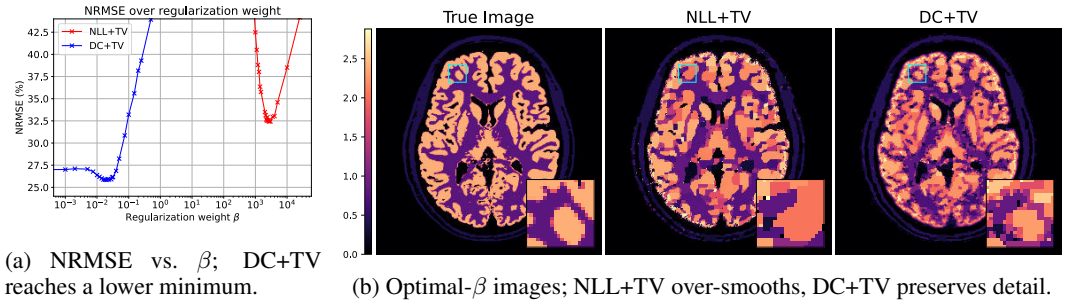 NRMSE over regularization weight
NLL+TV
DC+TV
NRMSE (%)
42.5
40.0
37.5
35.0
32.5
30.0
27.5
25.0
10⁻³ 10⁻² 10⁻¹ 10⁰ 10¹ 10² 10³ 10⁴
Regularization weight β
(a) NRMSE vs. β; DC+TV
reaches a lower minimum.
True Image
NLL+TV
DC+TV
2.5
2.0
1.5
1.0
0.5
0.0
(b) Optimal-β images; NLL+TV over-smooths, DC+TV preserves detail.